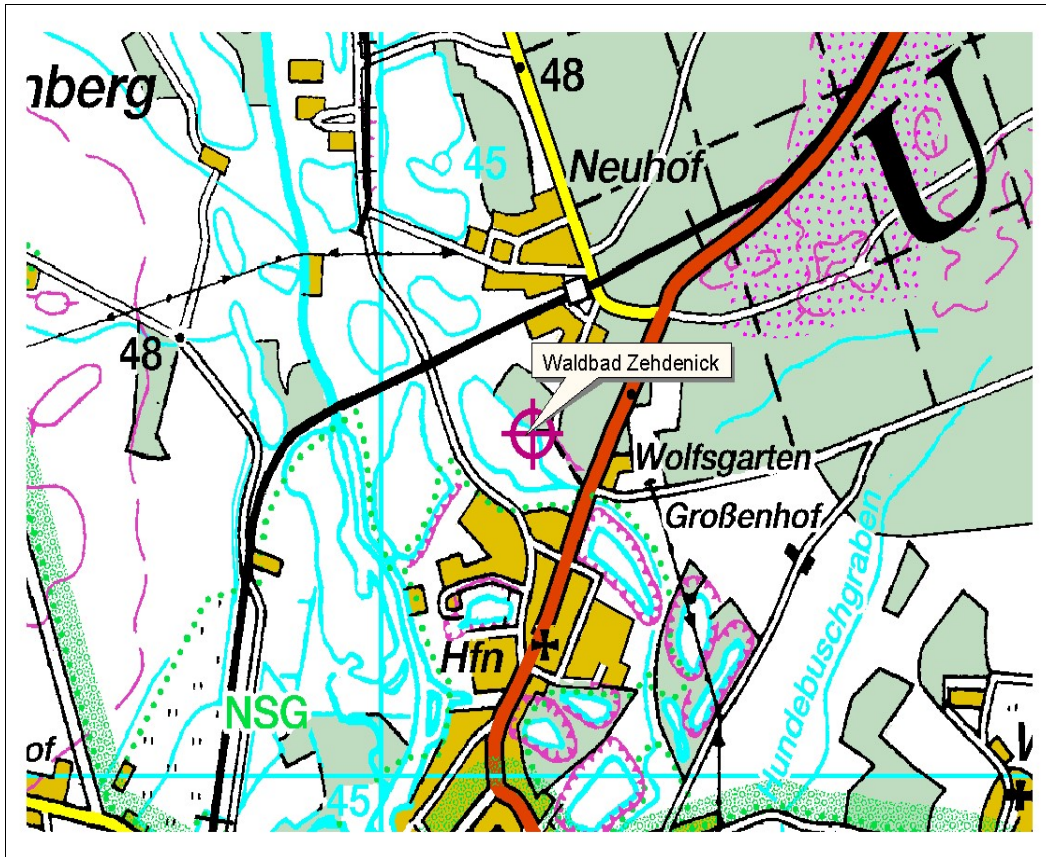 nberg
48
Neuhof
45
U
48
Waldbad Zehdenick
Wolfsgarten
Großenhof
Hundebuschgraben
Hfn
NSG
of
45